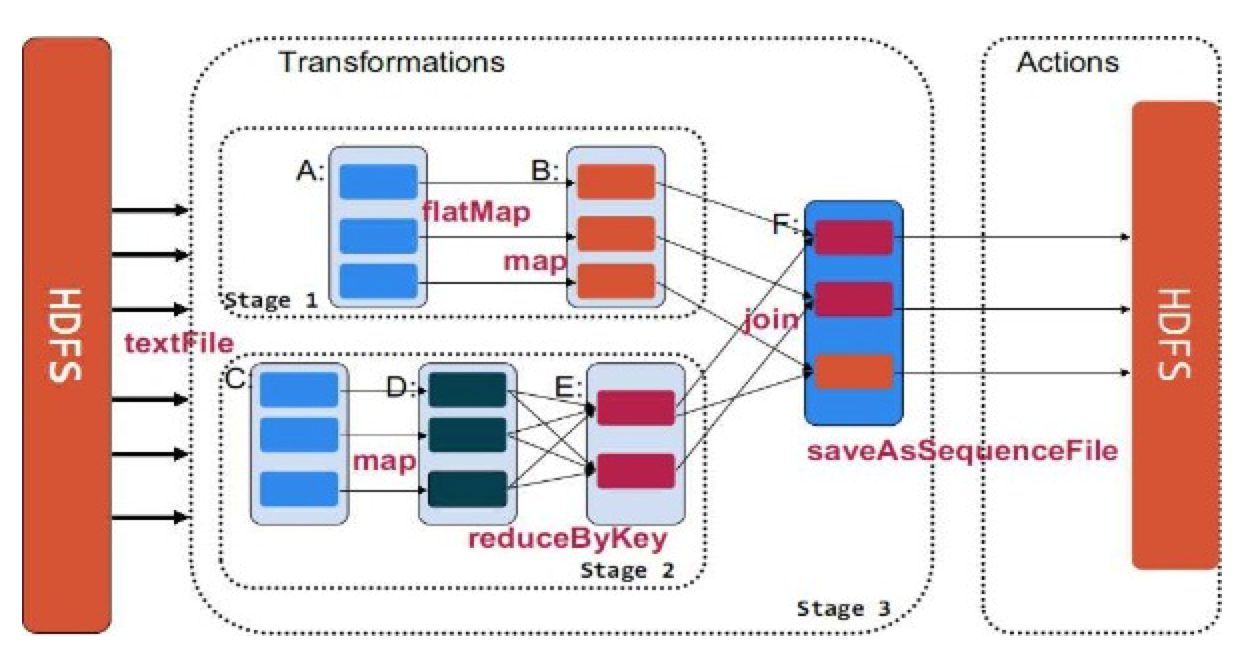 Transformations
Actions
A:
B:
flatMap
map
F:
Stage 1
HDFS
textFile
join
HDFS
C:
D:
E:
map
saveAsSequenceFile
reduceByKey
Stage 2
Stage 3